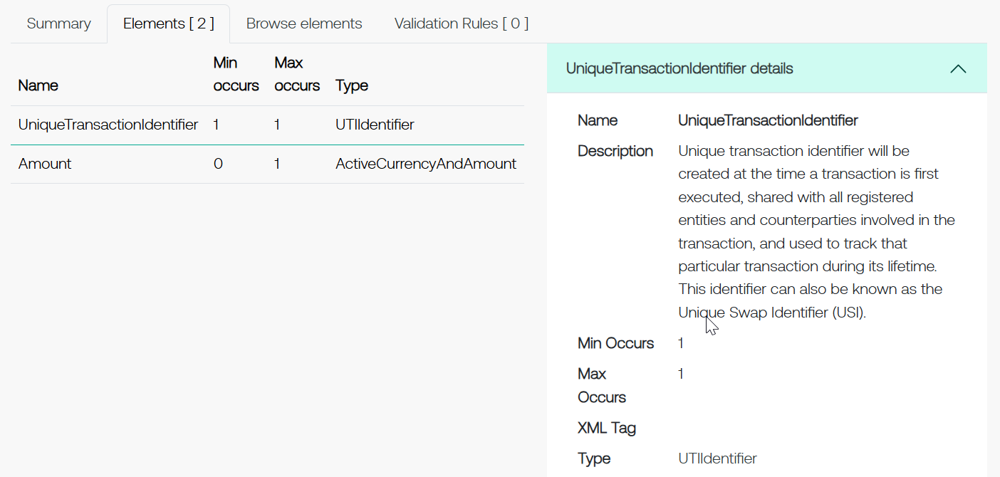 Summary
Elements [ 2 ]
Browse elements
Validation Rules [ 0 ]
Name
Min occurs
Max occurs
Type
UniqueTransactionIdentifier 1 1 UTIIdentifier
Amount 0 1 ActiveCurrencyAndAmount
UniqueTransactionIdentifier details
Name UniqueTransactionIdentifier
Description Unique transaction identifier will be
created at the time a transaction is first
executed, shared with all registered
entities and counterparties involved in the
transaction, and used to track that
particular transaction during its lifetime.
This identifier can also be known as the
Unique Swap Identifier (USI).
Min Occurs 1
Max 1
Occurs
XML Tag
Type UTIIdentifier